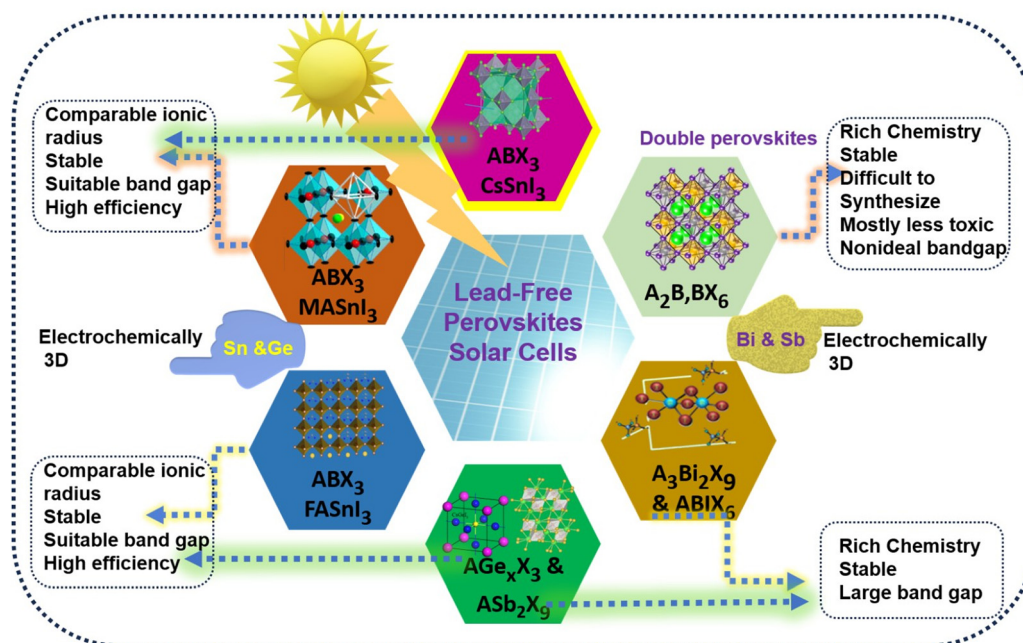 Comparable ionic
radius
Stable
Suitable band gap
High efficiency
ABX₃
CsSnI₃
Double perovskites
Rich Chemistry
Stable
Difficult to
Synthesize
Mostly less toxic
Nonideal bandgap
ABX₃
MASnI₃
A₂B,BX₆
Lead-Free
Perovskites
Solar Cells
Electrochemically
3D
Sn &Ge
Bi & Sb
Electrochemically
3D
ABX₃
FASnI₃
A₃Bi₂X₉
& ABIX₆
Comparable ionic
radius
Stable
Suitable band gap
High efficiency
AGeₓX₃ &
ASb₂X₉
Rich Chemistry
Stable
Large band gap